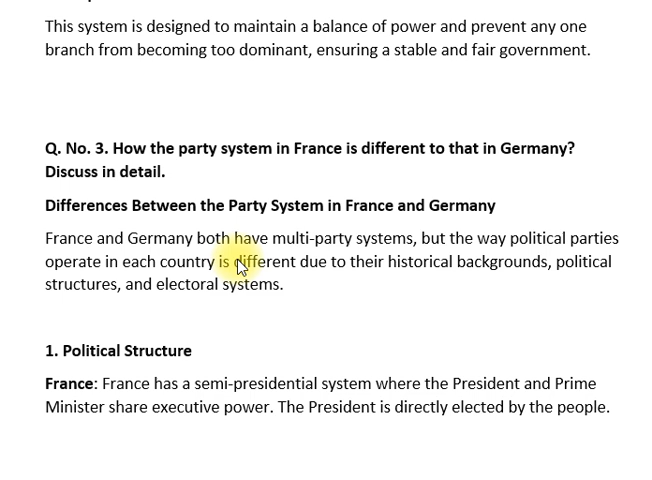 This system is designed to maintain a balance of power and prevent any one
branch from becoming too dominant, ensuring a stable and fair government.
Q. No. 3. How the party system in France is different to that in Germany?
Discuss in detail.
Differences Between the Party System in France and Germany
France and Germany both have multi-party systems, but the way political parties
operate in each country is different due to their historical backgrounds, political
structures, and electoral systems.
1. Political Structure
France: France has a semi-presidential system where the President and Prime
Minister share executive power. The President is directly elected by the people.